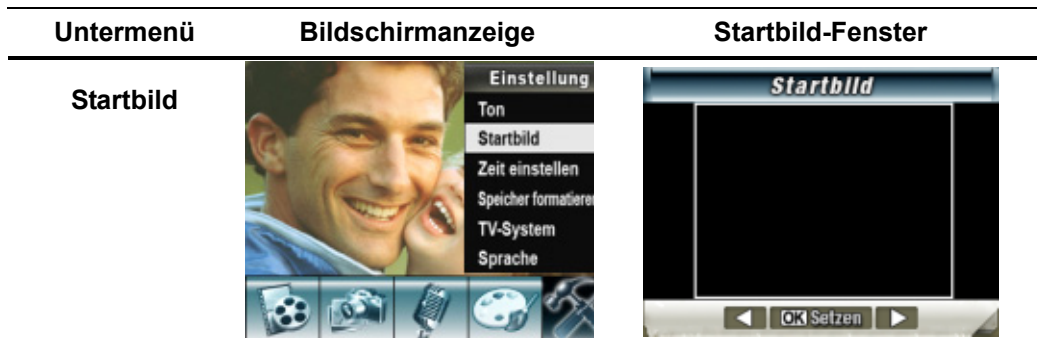 Untermenü Bildschirmanzeige Startbild-Fenster
Startbild
Einstellung
Ton
Startbild
Zeit einstellen
Speicher formatieren
TV-System
Sprache
Startbild
OK Setzen